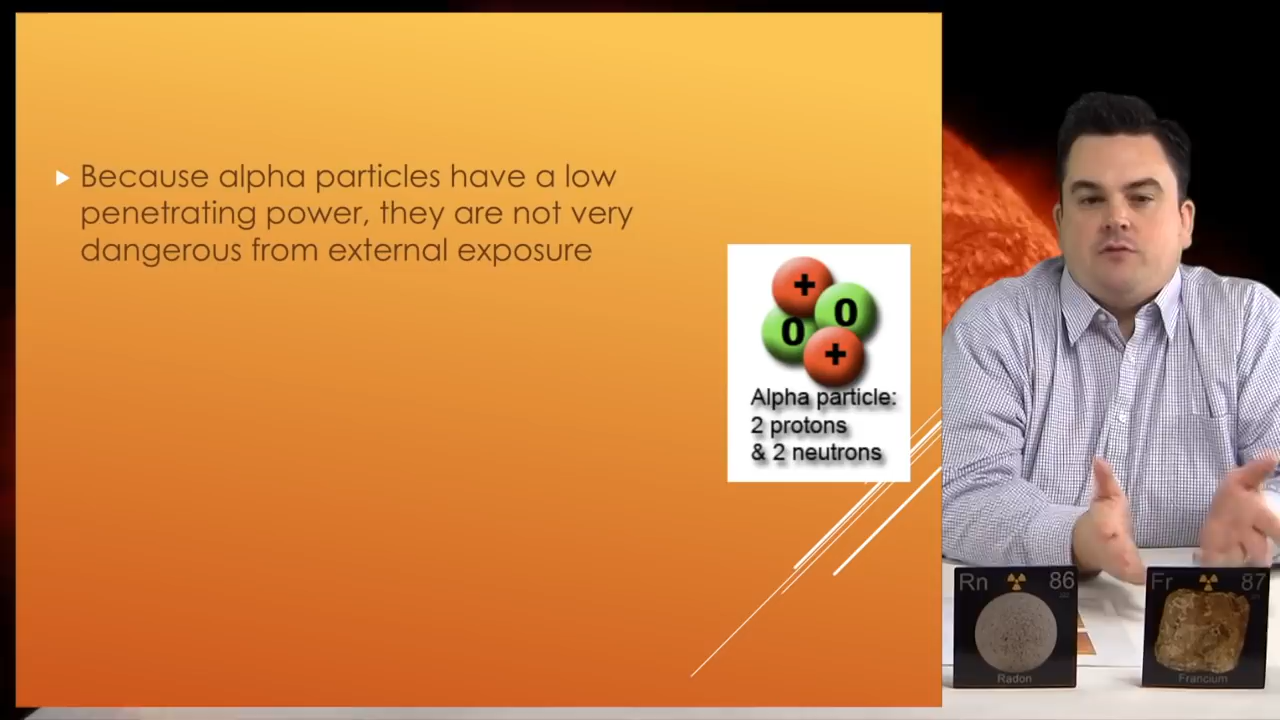 Because alpha particles have a low
penetrating power, they are not very
dangerous from external exposure
+
0
0
+
Alpha particle:
2 protons
& 2 neutrons
Rn 86
Radon
Fr 87
Francium